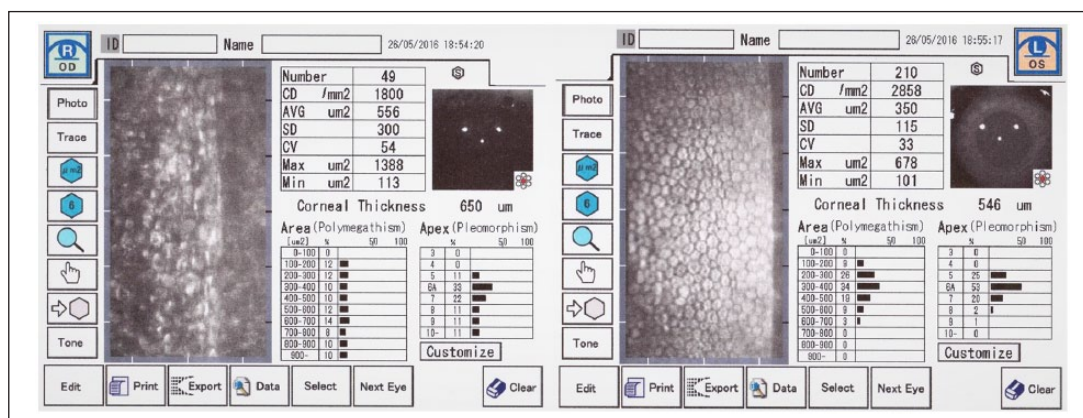 R
OD
ID
Name
26/05/2016 18:54:20
Photo
Trace
μm2
6
Tone
Number 49
CD /mm2 1800
AVG um2 556
SD 300
CV 54
Max um2 1388
Min um2 113
S
Corneal Thickness 650 um
Area (Polymegathism)
[um2] % 50 100
0-100 0
100-200 12
200-300 12
300-400 10
400-500 10
500-600 12
600-700 14
700-800 8
800-900 10
900- 10
Apex (Pleomorphism)
% 50 100
3 0
4 0
5 11
6A 33
7 22
8 11
9 11
10- 11
Customize
Edit Print Export Data Select Next Eye Clear
ID
Name
26/05/2016 18:55:17
L
OS
Photo
Trace
μm2
6
Tone
Number 210
CD /mm2 2858
AVG um2 350
SD 115
CV 33
Max um2 678
Min um2 101
S
Corneal Thickness 546 um
Area (Polymegathism)
[um2] % 50 100
0-100 0
100-200 9
200-300 26
300-400 34
400-500 19
500-600 9
600-700 3
700-800 0
800-900 0
900- 0
Apex (Pleomorphism)
% 50 100
3 0
4 0
5 25
6A 53
7 20
8 2
9 1
10- 0
Customize
Edit Print Export Data Select Next Eye Clear